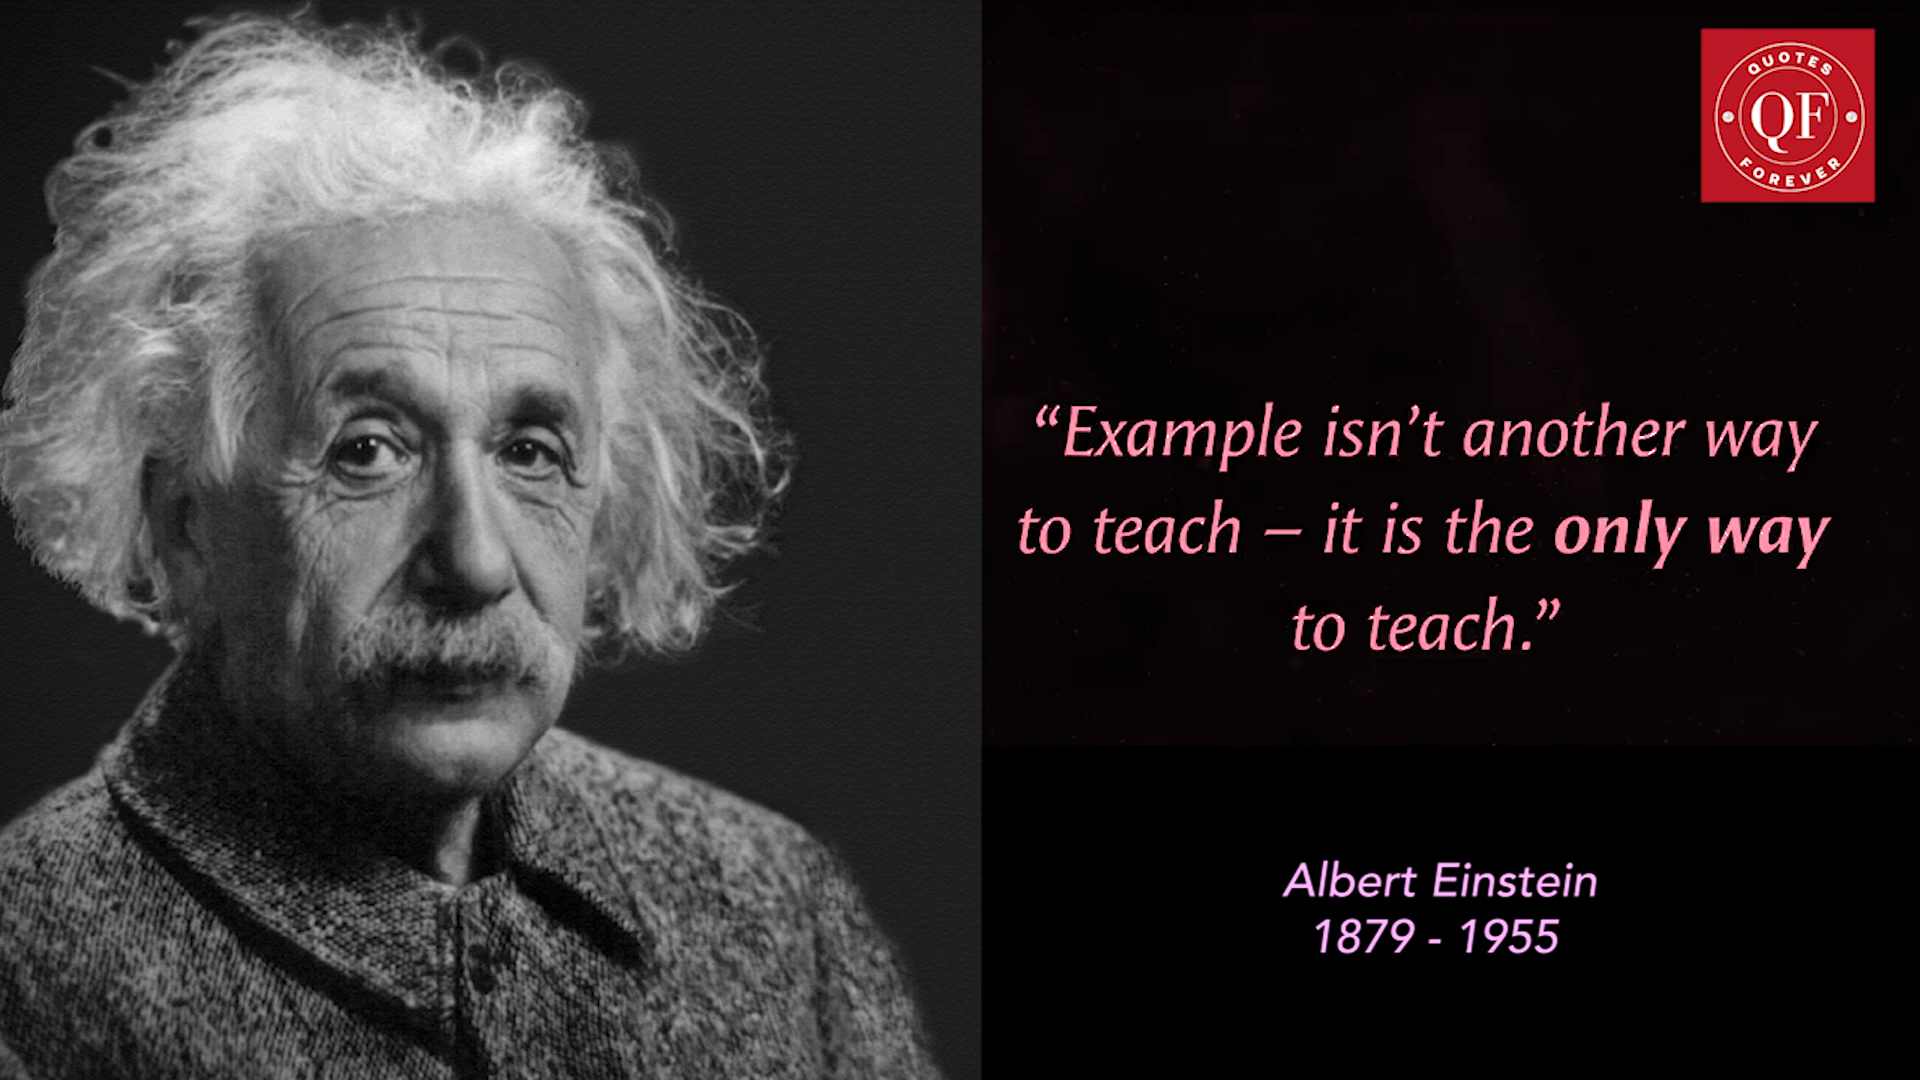 QUOTES
QF
FOREVER
“Example isn’t another way
to teach – it is the only way
to teach.”
Albert Einstein
1879 - 1955